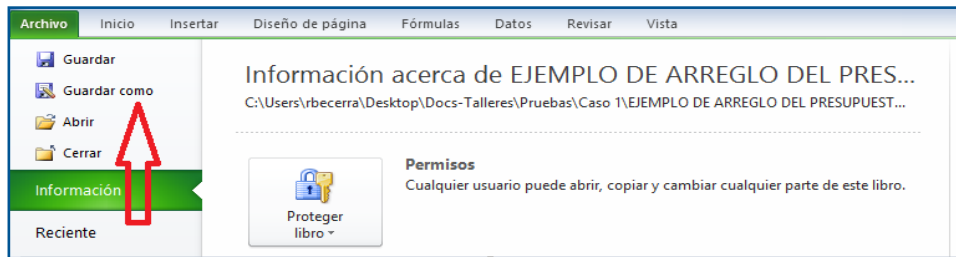 Archivo Inicio Insertar Diseño de página Fórmulas Datos Revisar Vista
Guardar
Guardar como
Abrir
Cerrar
Información
Reciente
Información acerca de EJEMPLO DE ARREGLO DEL PRES...
C:\Users\rbecerra\Desktop\Docs-Talleres\Pruebas\Caso 1\EJEMPLO DE ARREGLO DEL PRESUPUEST...
Proteger
libro
Permisos
Cualquier usuario puede abrir, copiar y cambiar cualquier parte de este libro.